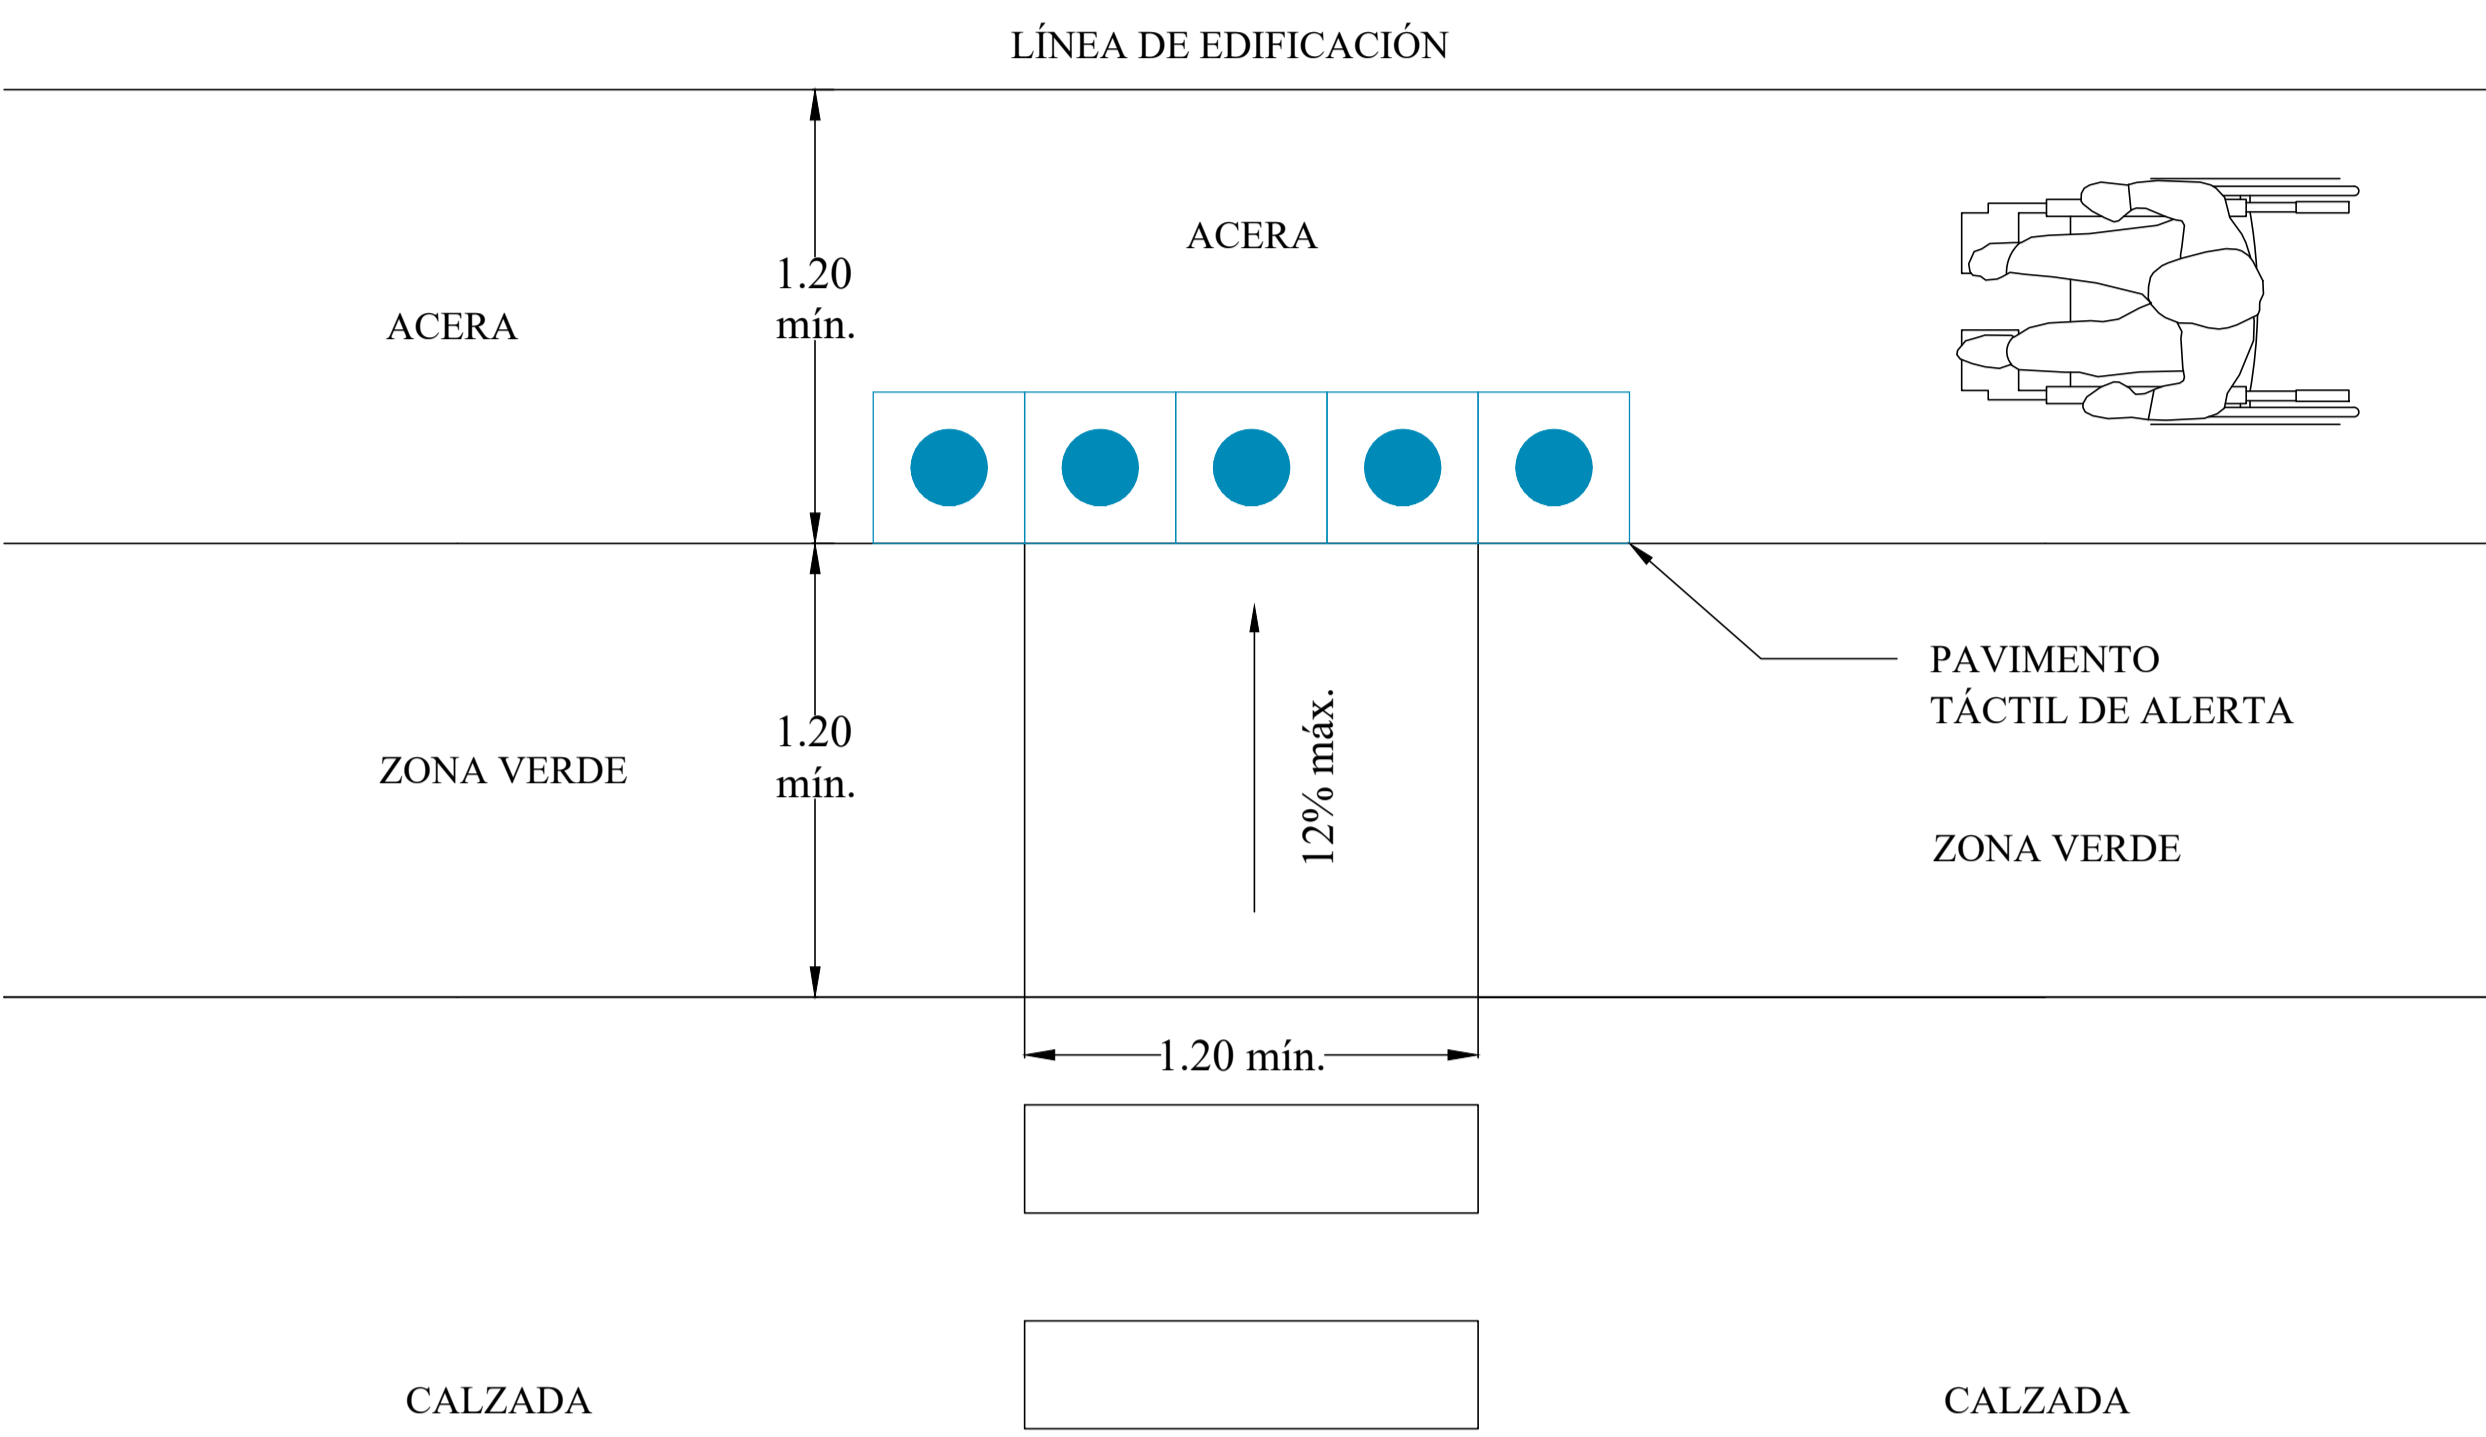 LÍNEA DE EDIFICACIÓN
ACERA
ACERA
1.20
mín.
PAVIMENTO
TÁCTIL DE ALERTA
1.20
mín.
12% máx.
ZONA VERDE
ZONA VERDE
1.20 mín.
CALZADA
CALZADA